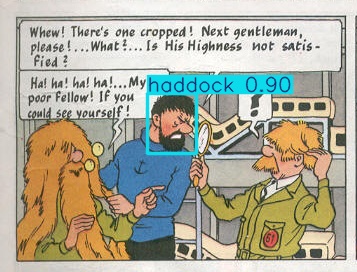 Whew! There's one cropped! Next gentleman,
please!...What?...Is His Highness not satis-
fied?
Ha! ha! ha! ha!...My
poor fellow! If you
could see yourself!
haddock 0.90
!